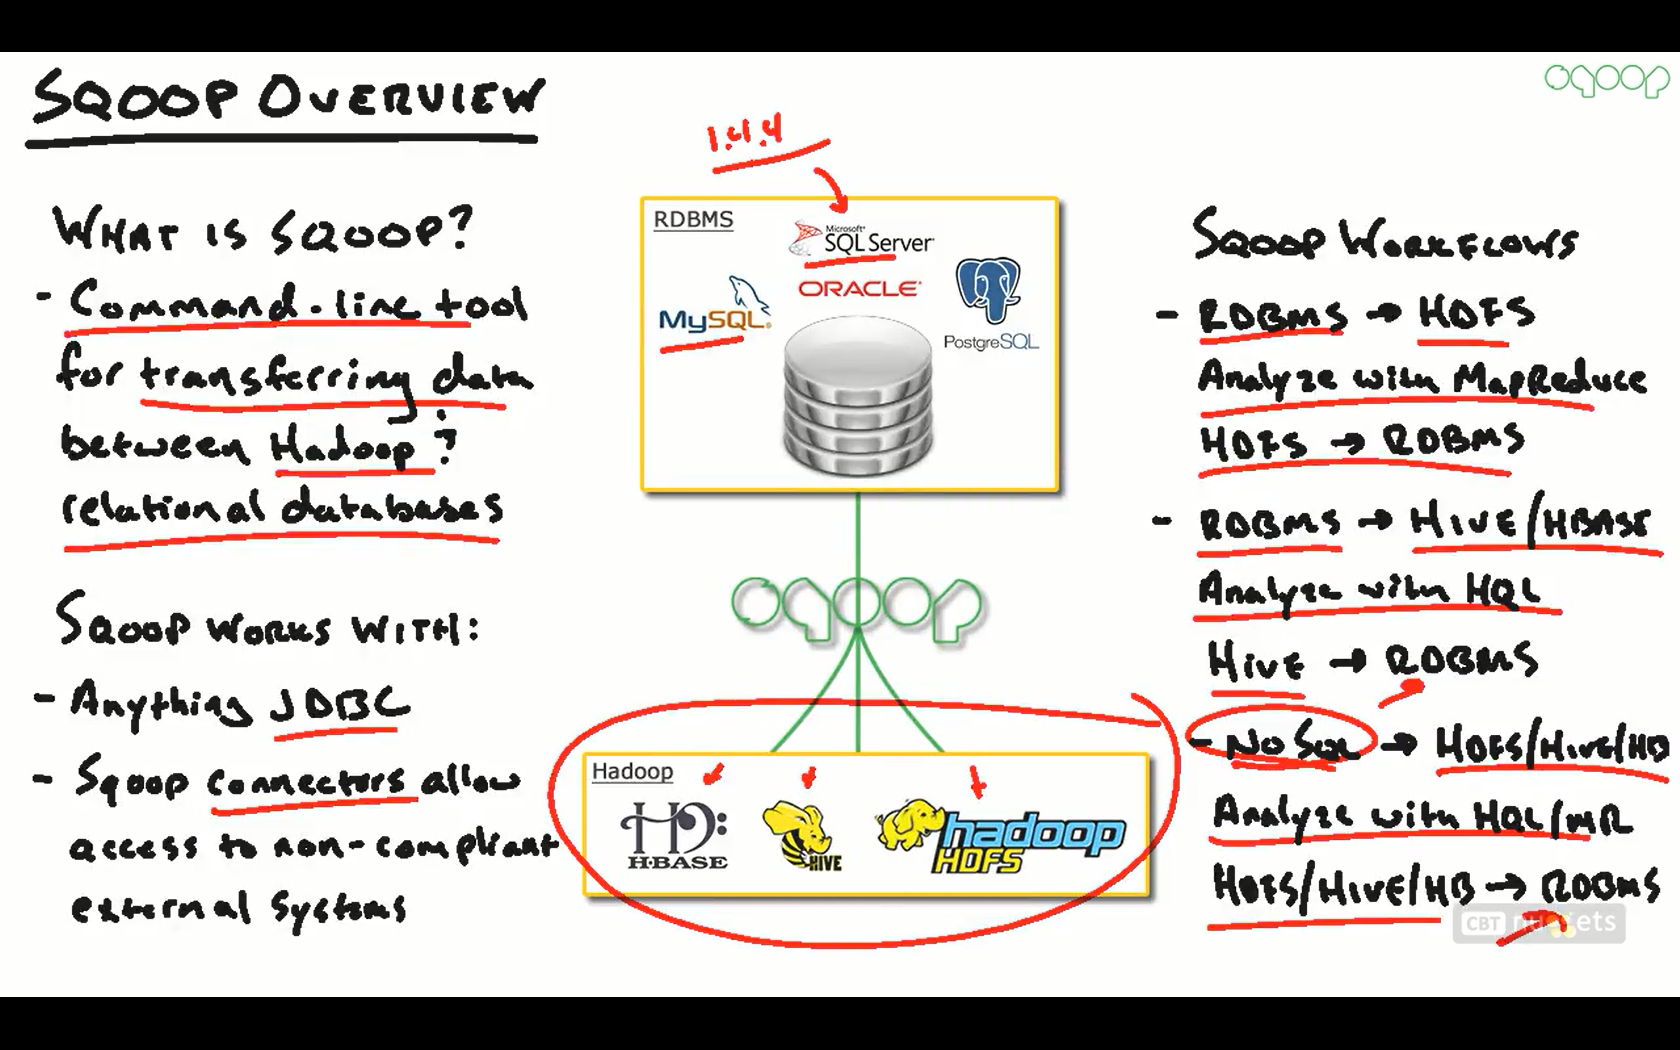 SQOOP OVERVIEW
sqoop
WHAT IS SQOOP?
- Command-line tool
for transferring data
between Hadoop &
relational databases
SQOOP WORKS WITH:
- Anything JDBC
- Sqoop connectors allow
access to non-compliant
external systems
1.4.4
RDBMS
Microsoft®
SQL Server®
ORACLE®
MySQL®
PostgreSQL
sqoop
Hadoop
HBASE
HIVE
hadoop
HDFS
SQOOP WORKFLOWS
- RDBMS → HDFS
Analyze with MapReduce
HDFS → RDBMS
- RDBMS → HIVE/HBASE
Analyze with HQL
HIVE → RDBMS
- NoSQL → HDFS/HIVE/HB
Analyze with HQL/MR
HDFS/HIVE/HB → RDBMS
CBT nuggets